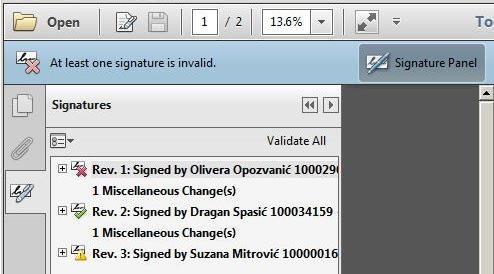 Open 1 / 2 13.6% To
At least one signature is invalid. Signature Panel
Signatures
Validate All
Rev. 1: Signed by Olivera Opozvanić 1000290
1 Miscellaneous Change(s)
Rev. 2: Signed by Dragan Spasić 100034159
1 Miscellaneous Change(s)
Rev. 3: Signed by Suzana Mitrović 10000016